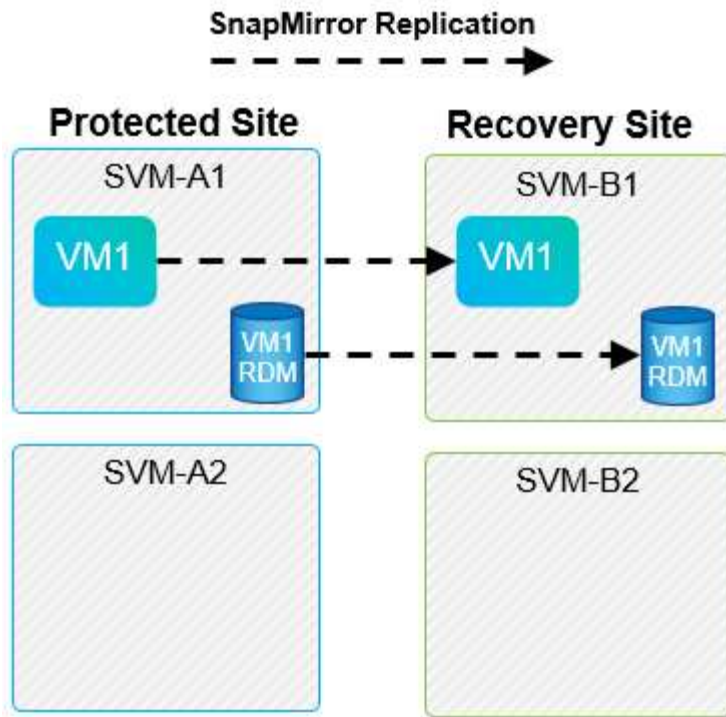 SnapMirror Replication
Protected Site
Recovery Site
SVM-A1
VM1
VM1
RDM
SVM-B1
VM1
VM1
RDM
SVM-A2
SVM-B2